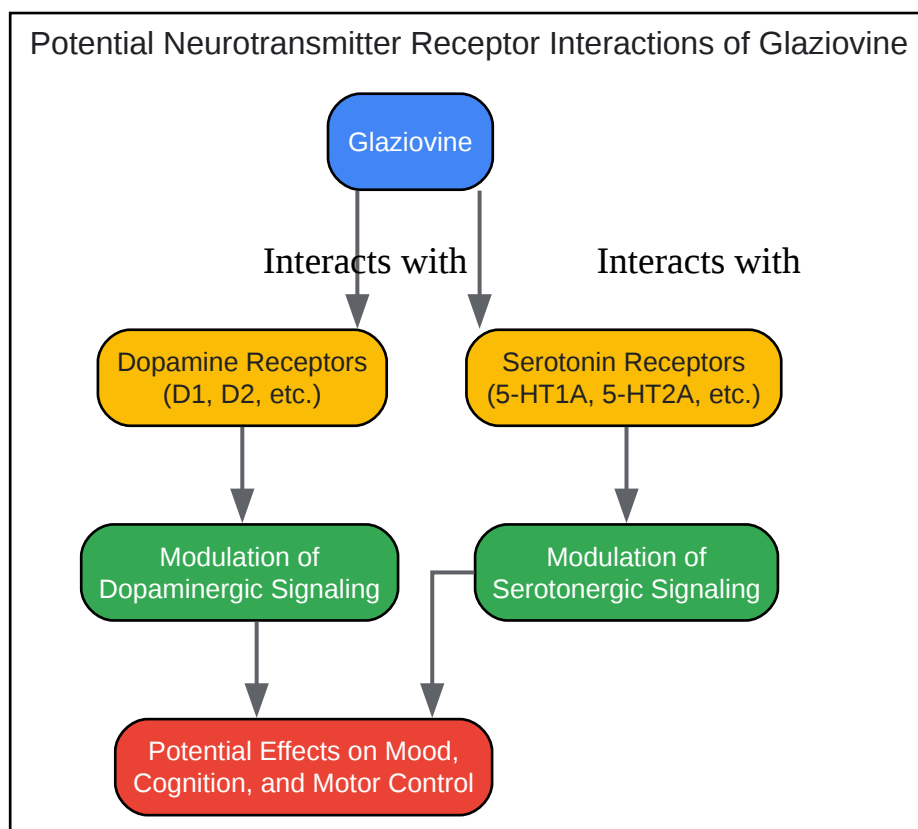 Potential Neurotransmitter Receptor Interactions of Glaziovine
Glaziovine
Interacts with
Interacts with
Dopamine Receptors
(D1, D2, etc.)
Serotonin Receptors
(5-HT1A, 5-HT2A, etc.)
Modulation of
Dopaminergic Signaling
Modulation of
Serotonergic Signaling
Potential Effects on Mood,
Cognition, and Motor Control